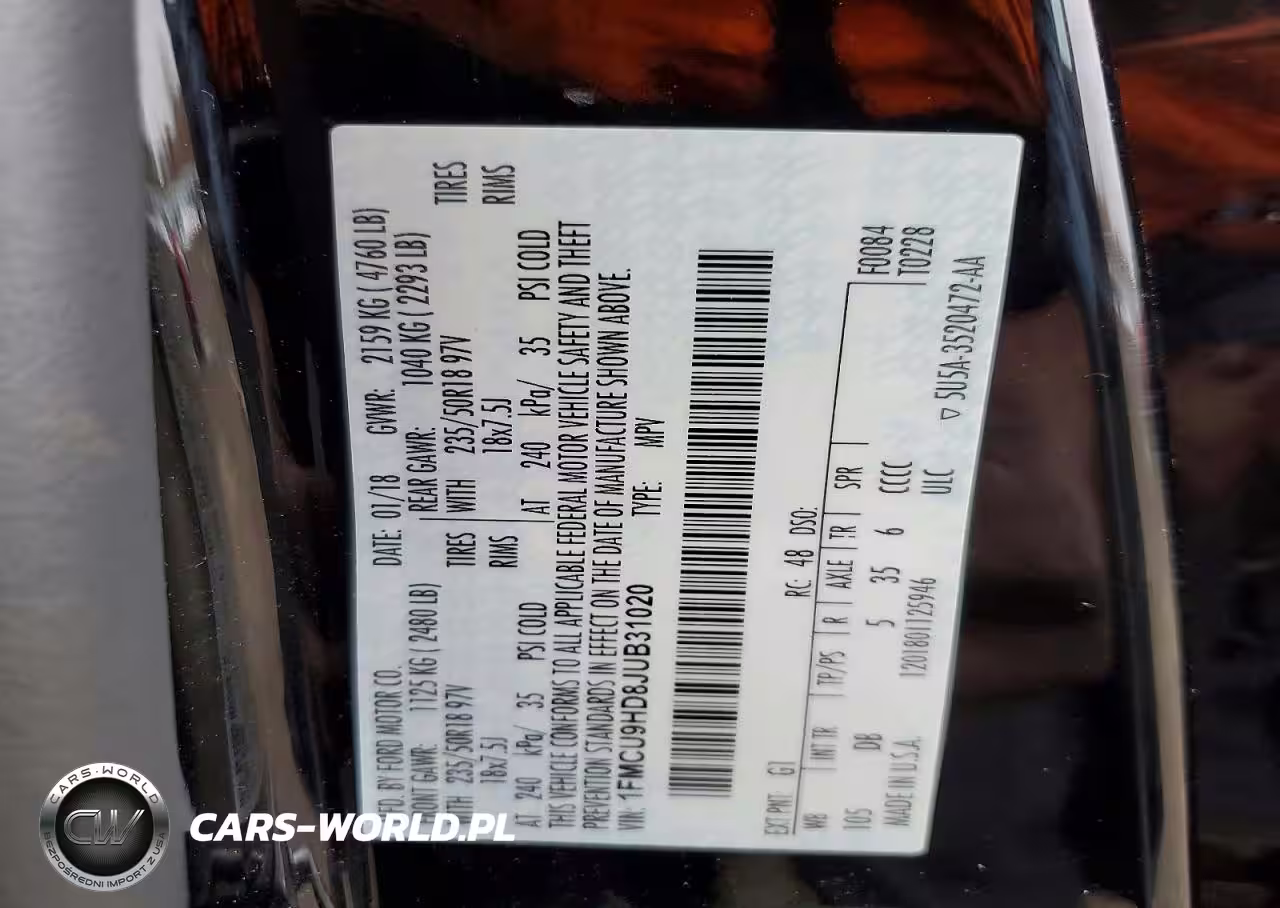 MFD. BY FORD MOTOR CO.
DATE: 01/18 GVWR: 2159 KG ( 4760 LB)
FRONT GAWR: 1125 KG ( 2480 LB)
REAR GAWR: 1040 KG ( 2293 LB)
WITH 235/50R18 97V TIRES
WITH 235/50R18 97V TIRES
18x7.5J RIMS
18x7.5J RIMS
AT 240 kPa/ 35 PSI COLD
AT 240 kPa/ 35 PSI COLD
THIS VEHICLE CONFORMS TO ALL APPLICABLE FEDERAL MOTOR VEHICLE SAFETY AND THEFT
PREVENTION STANDARDS IN EFFECT ON THE DATE OF MANUFACTURE SHOWN ABOVE.
VIN: 1FMCU9HD8JUB31020 TYPE: MPV
EXT PNT: G1 RC: 48 DSO:
WB INT TR TP/PS R AXLE TR SPR F0084
105 DB 5 35 6 CCCC T0228
MADE IN U.S.A. 1201801125946 ULC
▽ 5U5A-3520472-AA
CARS-WORLD
CW
BEZPOŚREDNI IMPORT Z USA
CARS-WORLD.PL